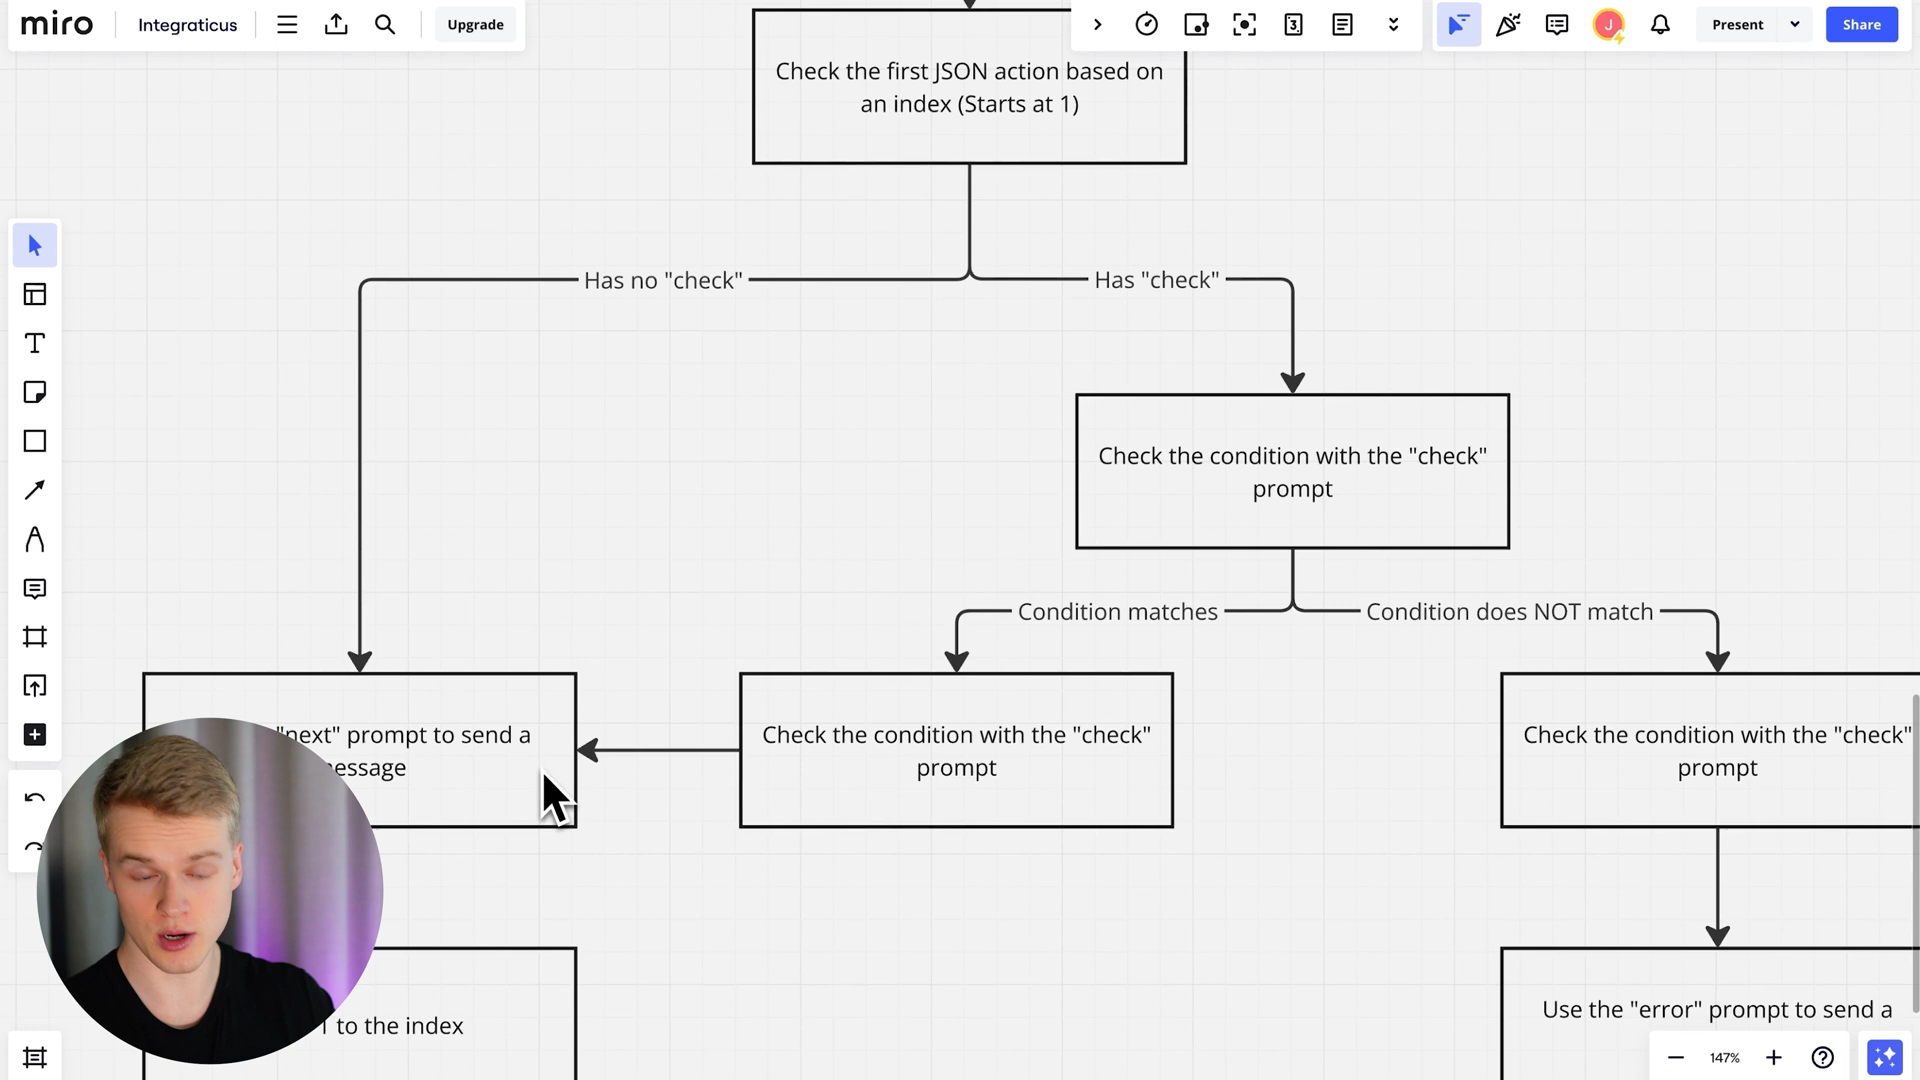 miro
Integraticus
Upgrade
3
J
Present
Share
Check the first JSON action based on
an index (Starts at 1)
Has no "check"
Has "check"
Check the condition with the "check"
prompt
Condition matches
Condition does NOT match
"next" prompt to send a
Check the condition with the "check"
prompt
Check the condition with the "check"
prompt
to the index
Use the "error" prompt to send a
147%